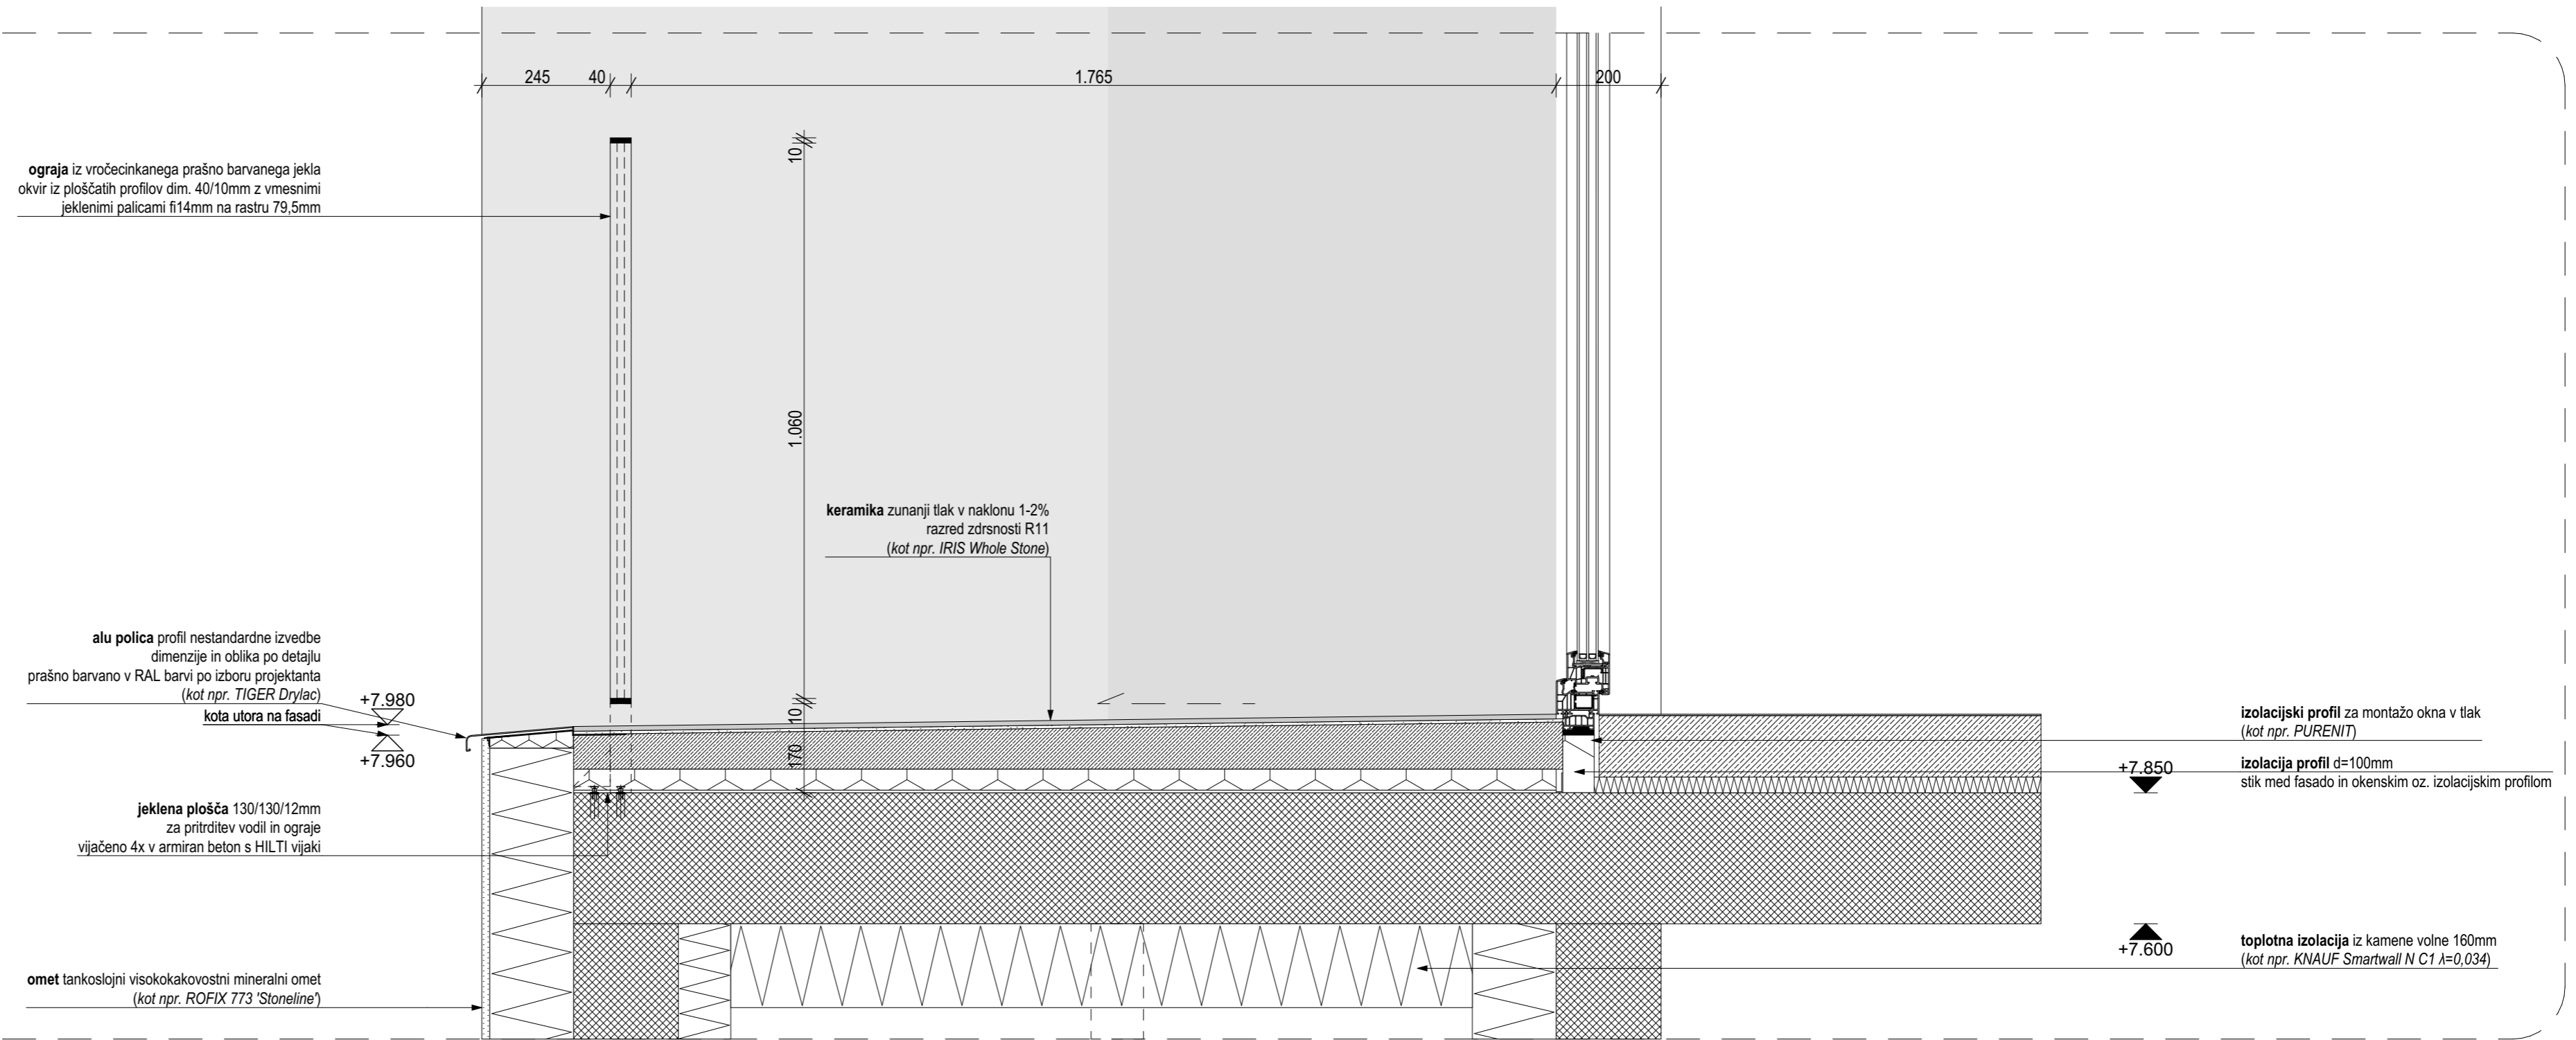 245
40
1.765
200
10
ograja iz vročecinkanega prašno barvanega jekla
okvir iz ploščatih profilov dim. 40/10mm z vmesnimi
jeklenimi palicami fi14mm na rastru 79,5mm
1.060
keramika zunanji tlak v naklonu 1-2%
razred zdrsnosti R11
(kot npr. IRIS Whole Stone)
alu polica profil nestandardne izvedbe
dimenzije in oblika po detajlu
prašno barvano v RAL barvi po izboru projektanta
(kot npr. TIGER Drylac)
kota utora na fasadi
+7.980
+7.960
10
170
izolacijski profil za montažo okna v tlak
(kot npr. PURENIT)
+7.850
izolacija profil d=100mm
stik med fasado in okenskim oz. izolacijskim profilom
jeklena plošča 130/130/12mm
za pritrditev vodil in ograje
vijačeno 4x v armiran beton s HILTI vijaki
+7.600
toplotna izolacija iz kamene volne 160mm
(kot npr. KNAUF Smartwall N C1 λ=0,034)
omet tankoslojni visokokakovostni mineralni omet
(kot npr. ROFIX 773 'Stoneline')